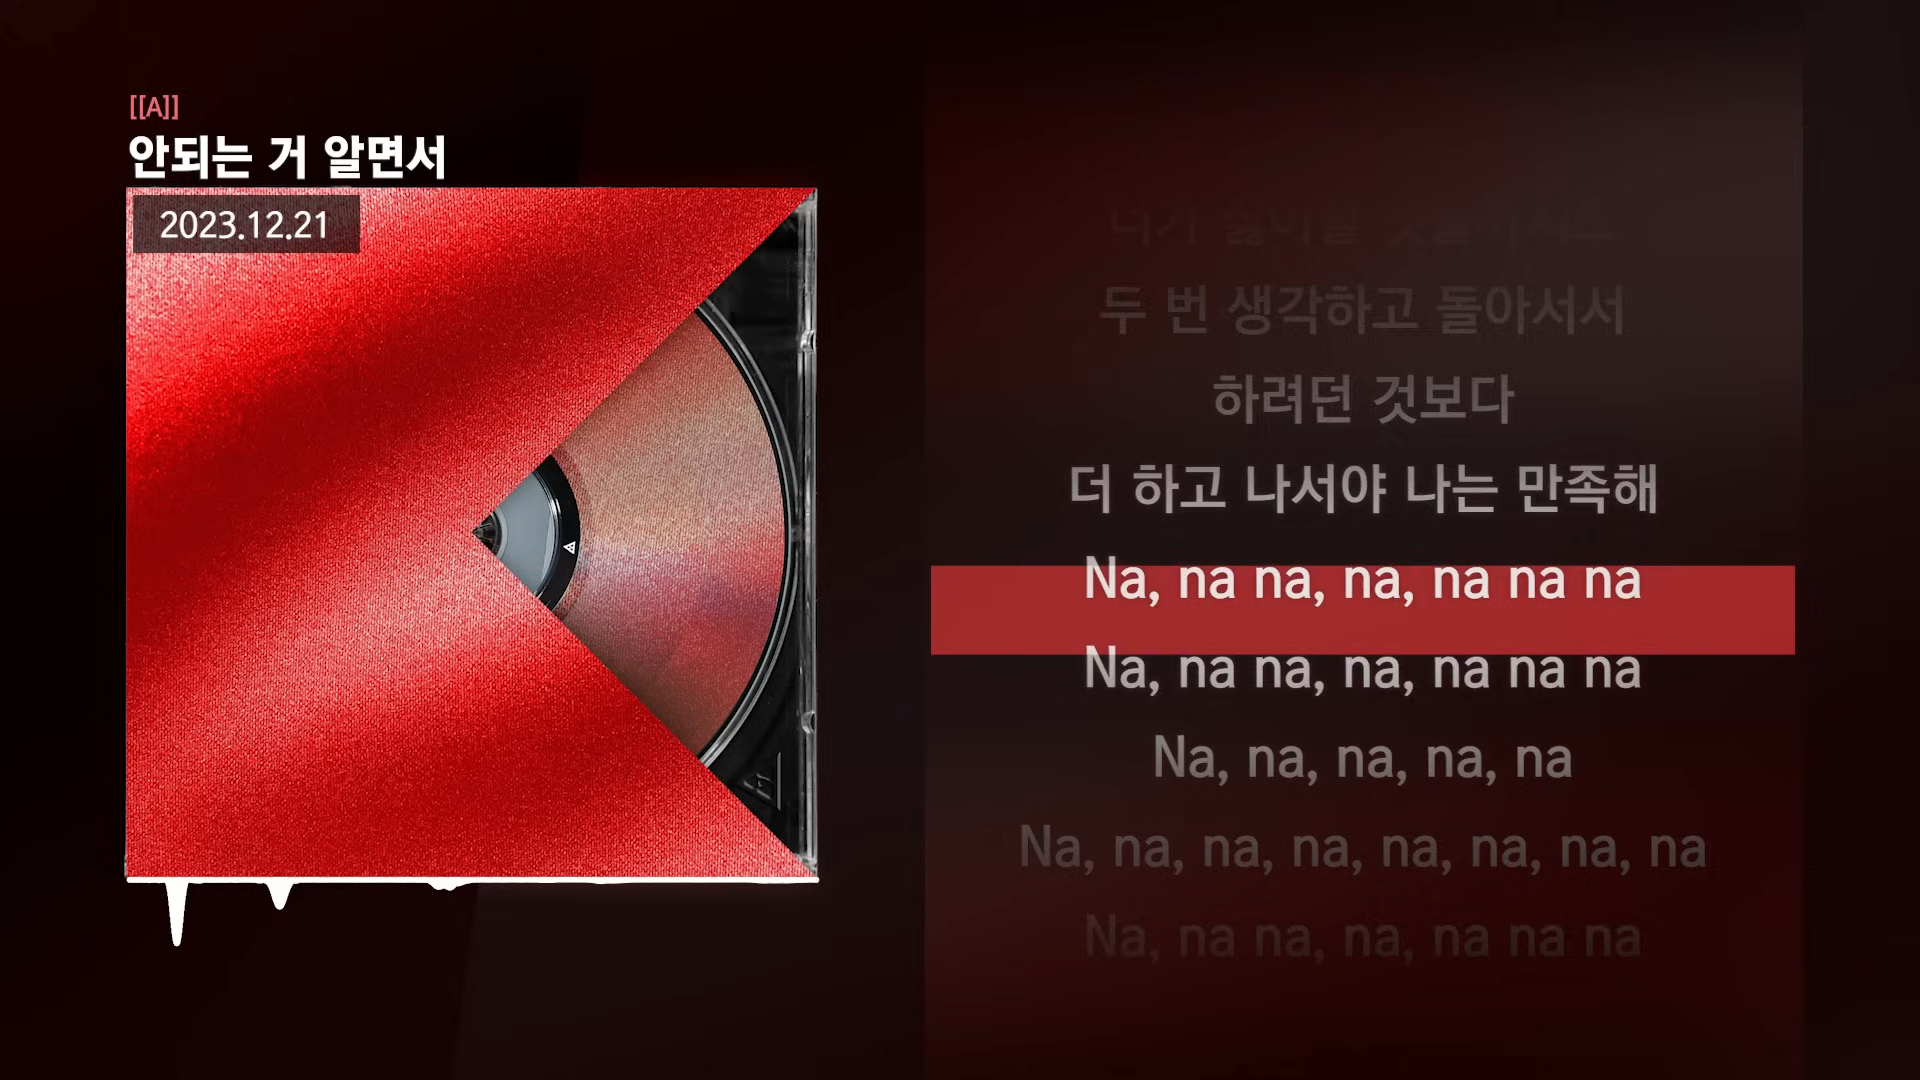 [[A]]
안되는 거 알면서
2023.12.21
두 번 생각하고 돌아서서
하려던 것보다
더 하고 나서야 나는 만족해
Na, na na, na, na na na
Na, na na, na, na na na
Na, na, na, na, na
Na, na, na, na, na, na, na, na
Na, na na, na, na na na